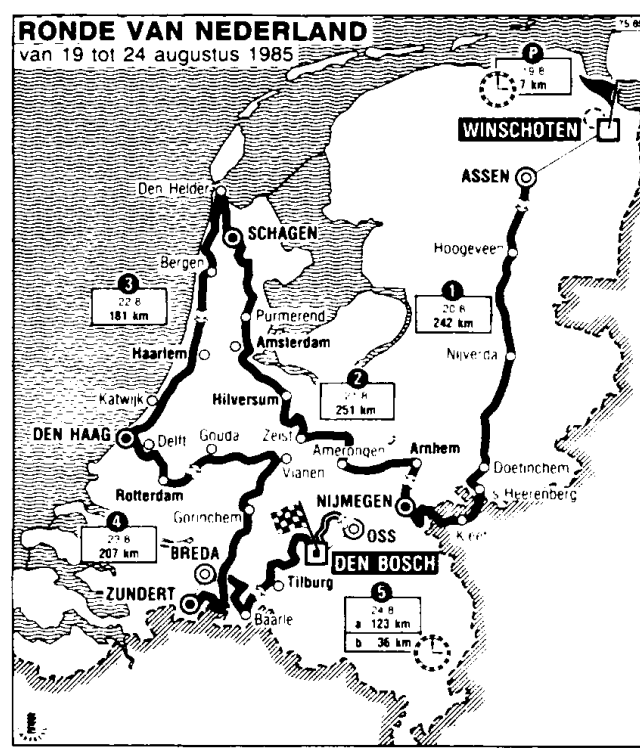 RONDE VAN NEDERLAND
van 19 tot 24 augustus 1985
P
19.8
7 km
WINSCHOTEN
ASSEN
Den Helder
SCHAGEN
Hoogeveen
Bergen
3
22.8
181 km
1
20.8
242 km
Purmerend
Haarlem
Amsterdam
Nijverda
2
21.8
251 km
Katwijk
Hilversum
DEN HAAG
Delft
Gouda
Zeist
Amerongen
Arnhem
Vianen
Doetinchem
Rotterdam
s Heerenberg
NIJMEGEN
Gorinchem
Kleef
4
23.8
207 km
OSS
BREDA
DEN BOSCH
ZUNDERT
Tilburg
5
24.8
a 123 km
b 36 km
Baarle